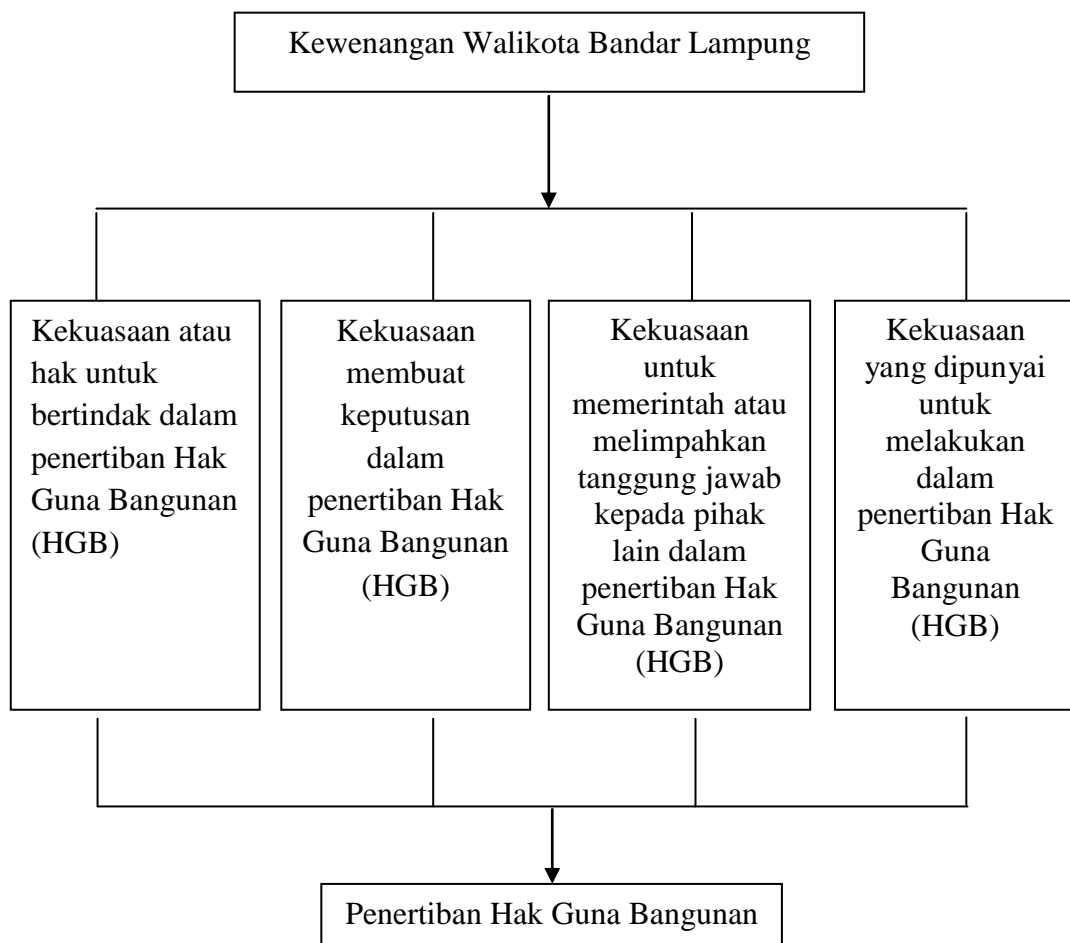 Kewenangan Walikota Bandar Lampung
Kekuasaan atau
hak untuk
bertindak dalam
penertiban Hak
Guna Bangunan
(HGB)
Kekuasaan
membuat
keputusan
dalam
penertiban Hak
Guna Bangunan
(HGB)
Kekuasaan
untuk
memerintah atau
melimpahkan
tanggung jawab
kepada pihak
lain dalam
penertiban Hak
Guna Bangunan
(HGB)
Kekuasaan
yang dipunyai
untuk
melakukan
dalam
penertiban Hak
Guna
Bangunan
(HGB)
Penertiban Hak Guna Bangunan